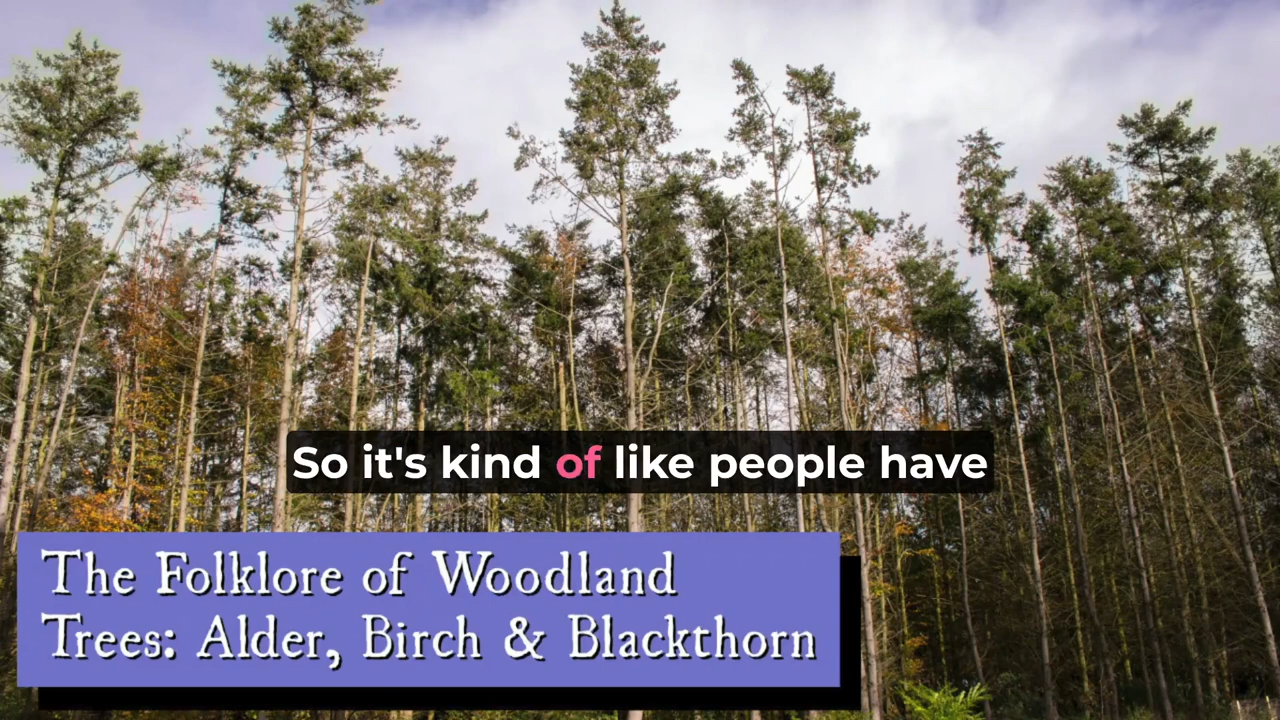 So it's kind of like people have
The Folklore of Woodland
Trees: Alder, Birch & Blackthorn